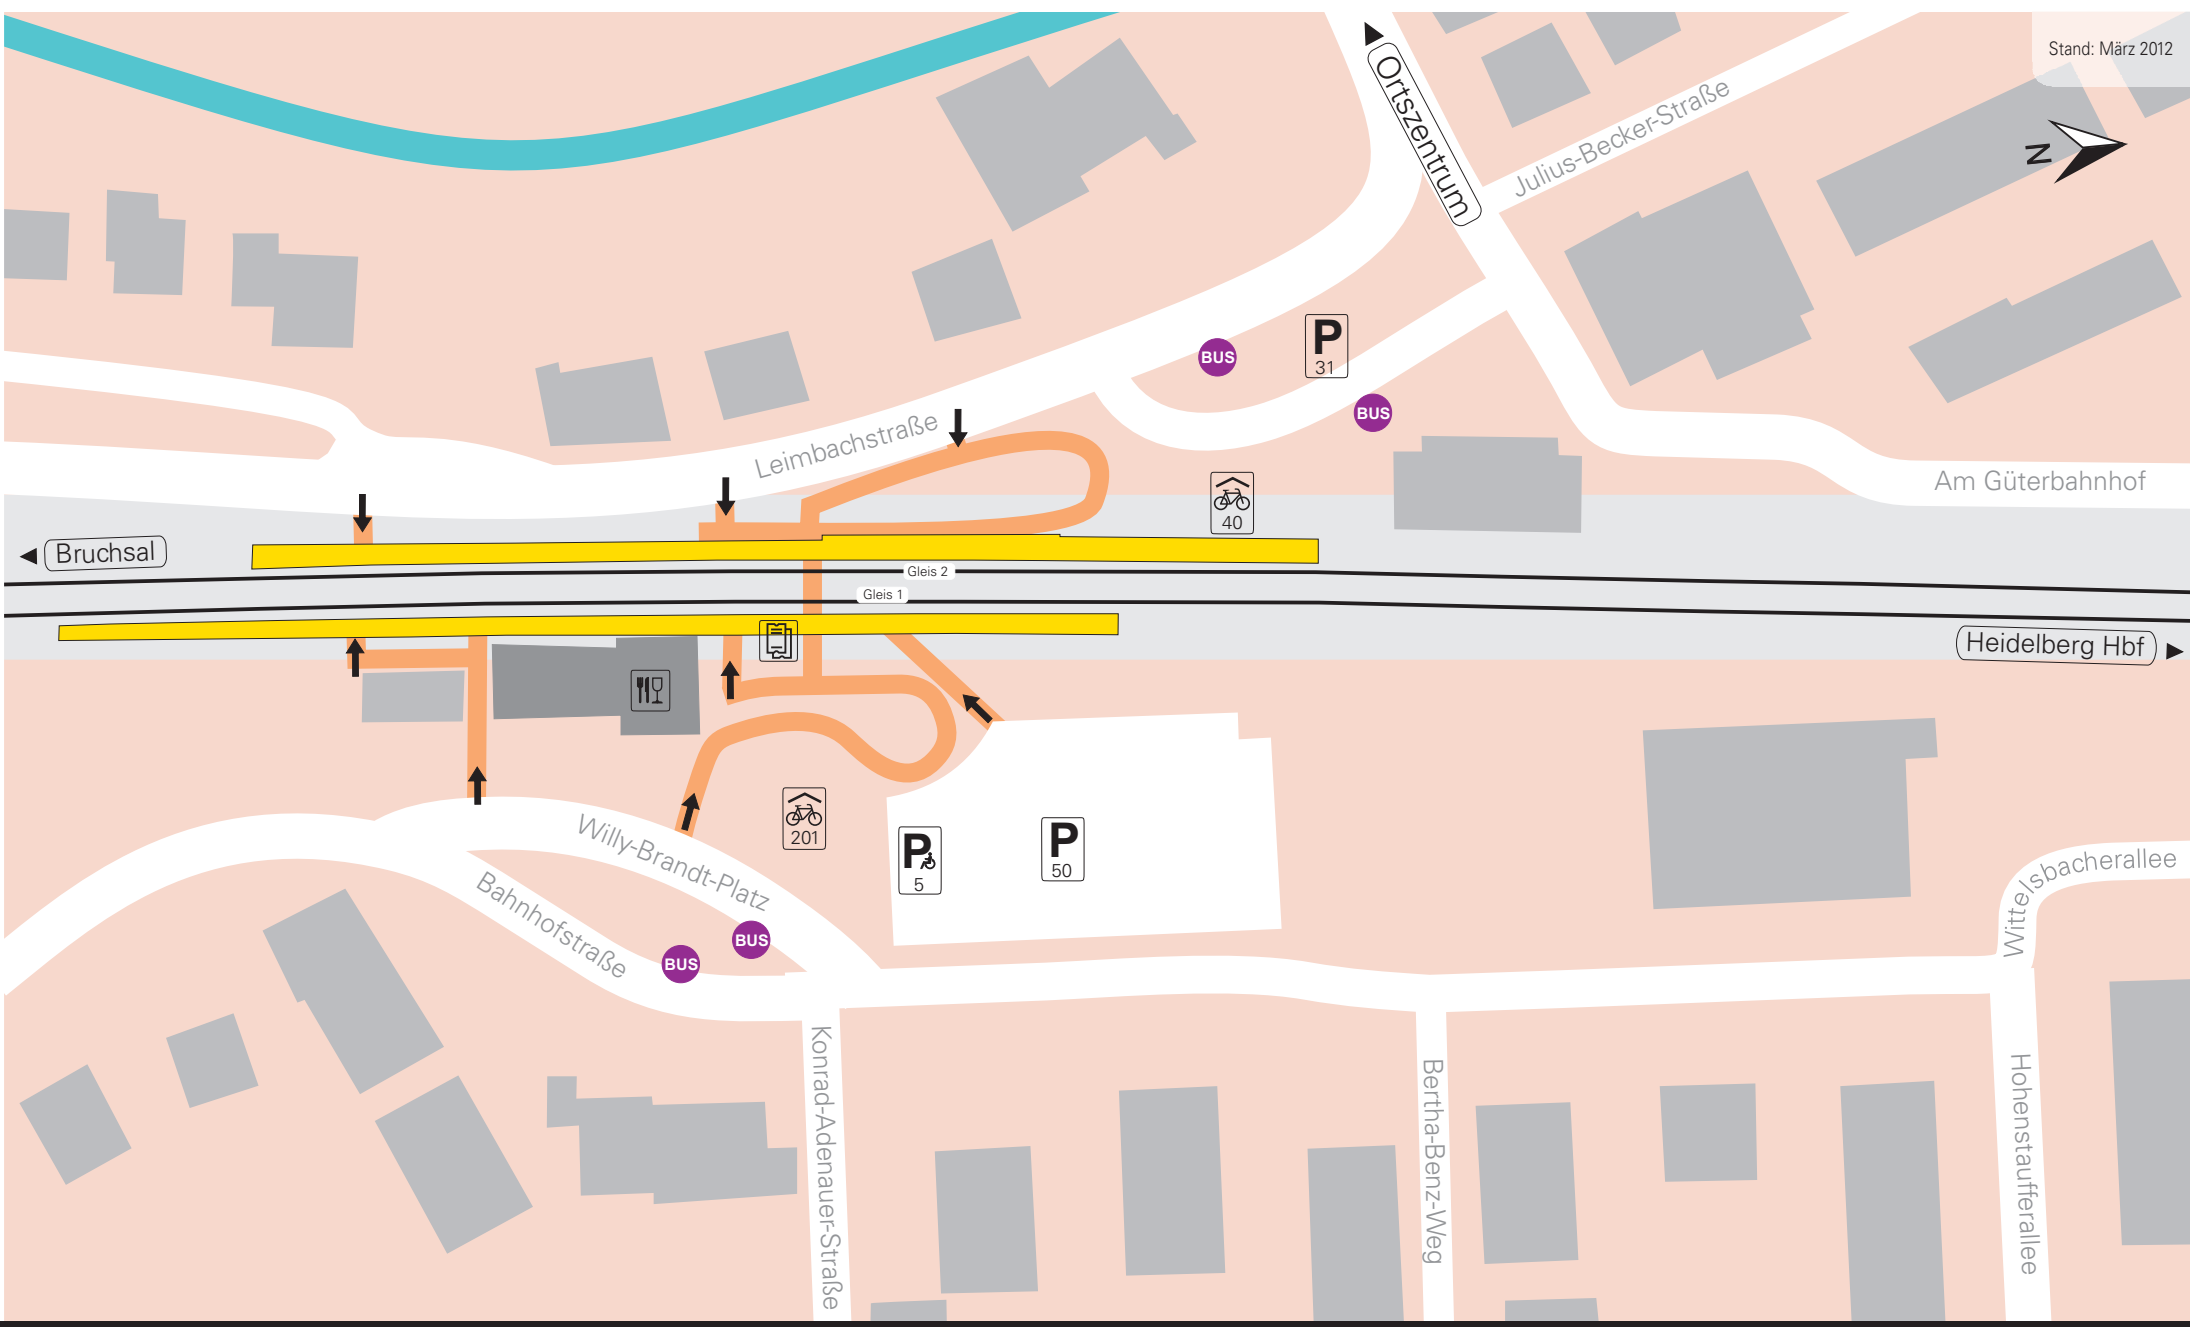 Stand: März 2012
N
Ortszentrum
Julius-Becker-Straße
BUS
P
31
BUS
Leimbachstraße
Am Güterbahnhof
40
Bruchsal
Gleis 2
Gleis 1
Heidelberg Hbf
Willy-Brandt-Platz
201
P
5
P
50
Bahnhofstraße
BUS
BUS
Wittelsbacherallee
Konrad-Adenauer-Straße
Bertha-Benz-Weg
Hohenstaufferallee